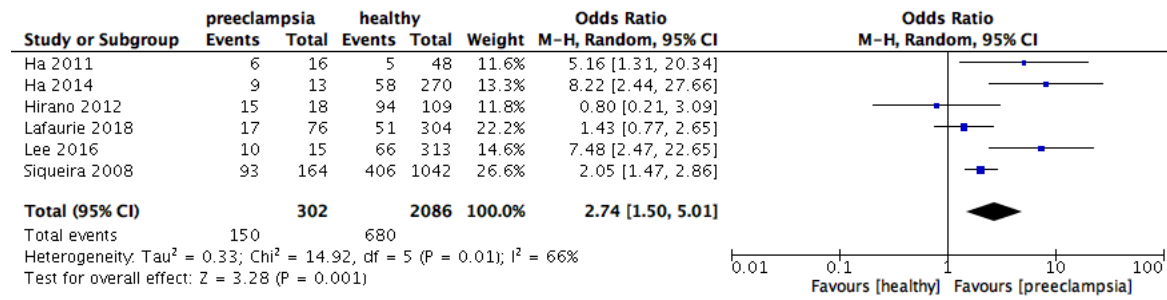 preeclampsia healthy Odds Ratio Odds Ratio
Study or Subgroup Events Total Events Total Weight M-H, Random, 95% CI M-H, Random, 95% CI
Ha 2011 6 16 5 48 11.6% 5.16 [1.31, 20.34]
Ha 2014 9 13 58 270 13.3% 8.22 [2.44, 27.66]
Hirano 2012 15 18 94 109 11.8% 0.80 [0.21, 3.09]
Lafaurie 2018 17 76 51 304 22.2% 1.43 [0.77, 2.65]
Lee 2016 10 15 66 313 14.6% 7.48 [2.47, 22.65]
Siqueira 2008 93 164 406 1042 26.6% 2.05 [1.47, 2.86]
Total (95% CI) 302 2086 100.0% 2.74 [1.50, 5.01]
Total events 150 680
Heterogeneity: Tau² = 0.33; Chi² = 14.92, df = 5 (P = 0.01); I² = 66%
Test for overall effect: Z = 3.28 (P = 0.001)
0.01 0.1 1 10 100
Favours [healthy] Favours [preeclampsia]